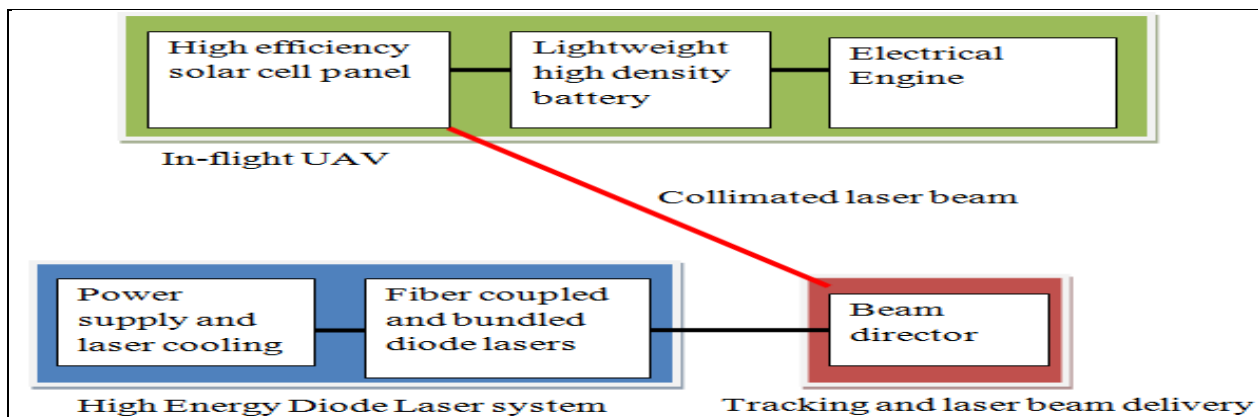 High efficiency
solar cell panel
Lightweight
high density
battery
Electrical
Engine
In-flight UAV
Collimated laser beam
Power
supply and
laser cooling
Fiber coupled
and bundled
diode lasers
Beam
director
High Energy Diode Laser system
Tracking and laser beam delivery